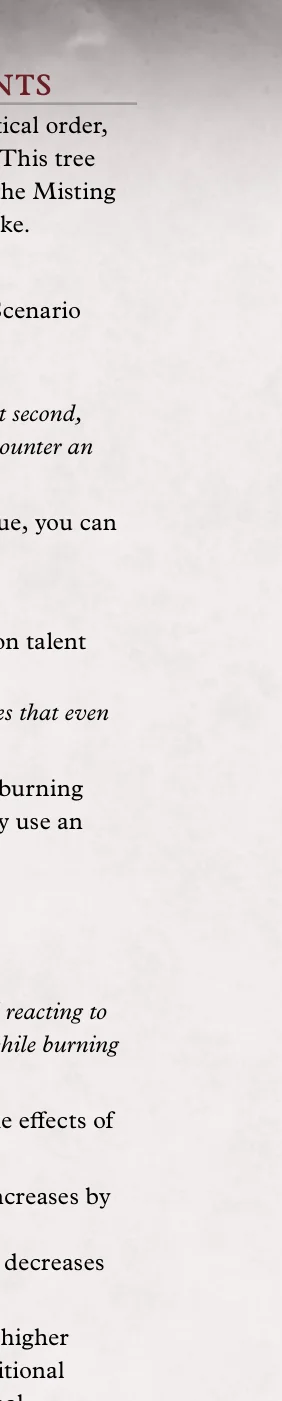 NTS
tical order,
This tree
he Misting
ke.
Scenario
t second,
ounter an
ue, you can
on talent
es that even
burning
y use an
reacting to
hile burning
e effects of
ncreases by
decreases
higher
itional